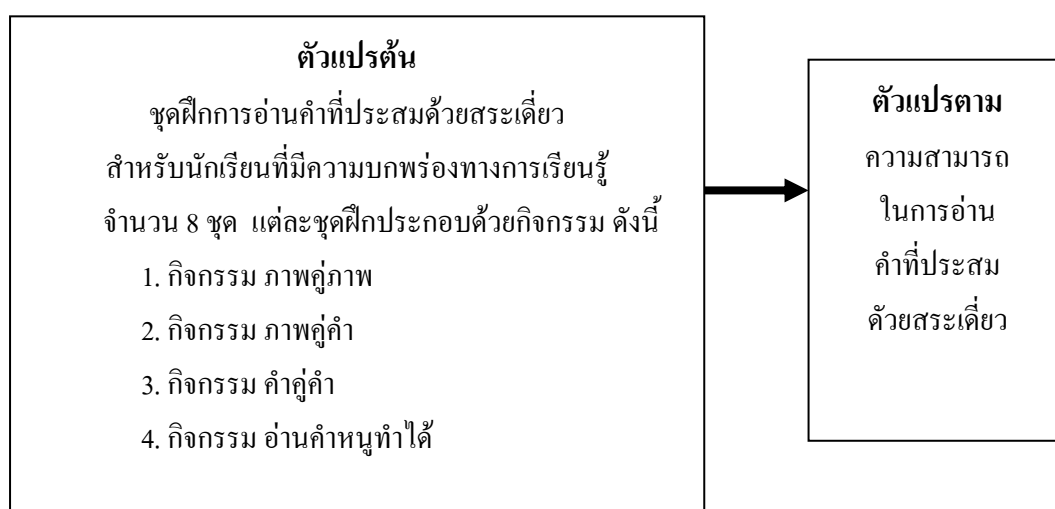 ตัวแปรต้น
ชุดฝึกการอ่านคำที่ประสมด้วยสระเดี่ยว
สำหรับนักเรียนที่มีความบกพร่องทางการเรียนรู้
จำนวน 8 ชุด แต่ละชุดฝึกประกอบด้วยกิจกรรม ดังนี้
1. กิจกรรม ภาพคู่ภาพ
2. กิจกรรม ภาพคู่คำ
3. กิจกรรม คำคู่คำ
4. กิจกรรม อ่านคำหนูทำได้
ตัวแปรตาม
ความสามารถ
ในการอ่าน
คำที่ประสม
ด้วยสระเดี่ยว